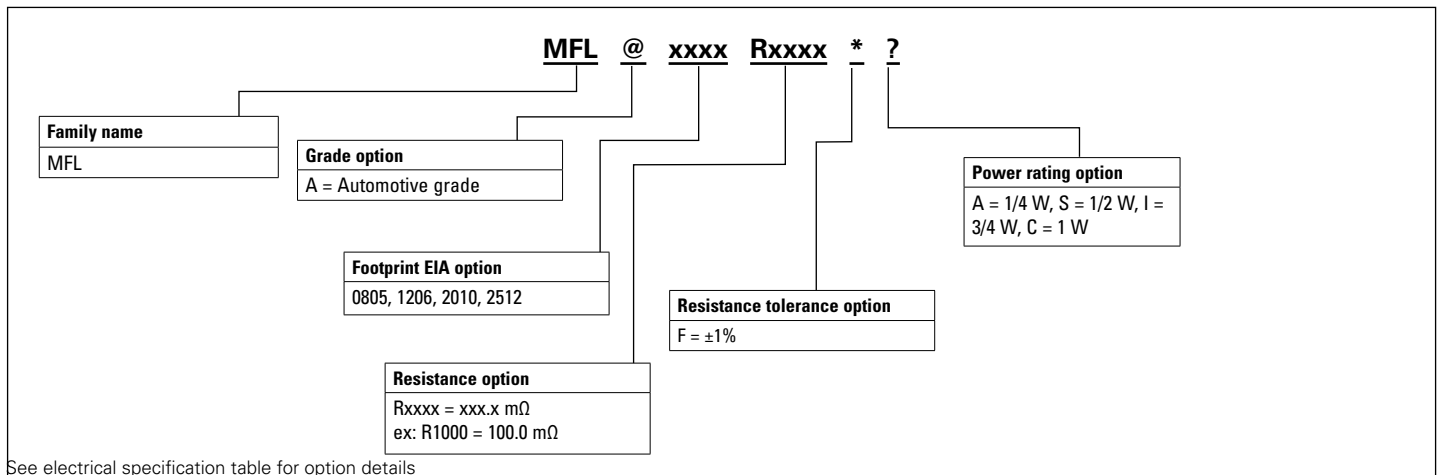 MFL @ xxxx Rxxxx * ?
Family name
MFL
Grade option
A = Automotive grade
Power rating option
A = 1/4 W, S = 1/2 W, I =
3/4 W, C = 1 W
Footprint EIA option
0805, 1206, 2010, 2512
Resistance tolerance option
F = ±1%
Resistance option
Rxxxx = xxx.x mΩ
ex: R1000 = 100.0 mΩ
See electrical specification table for option details